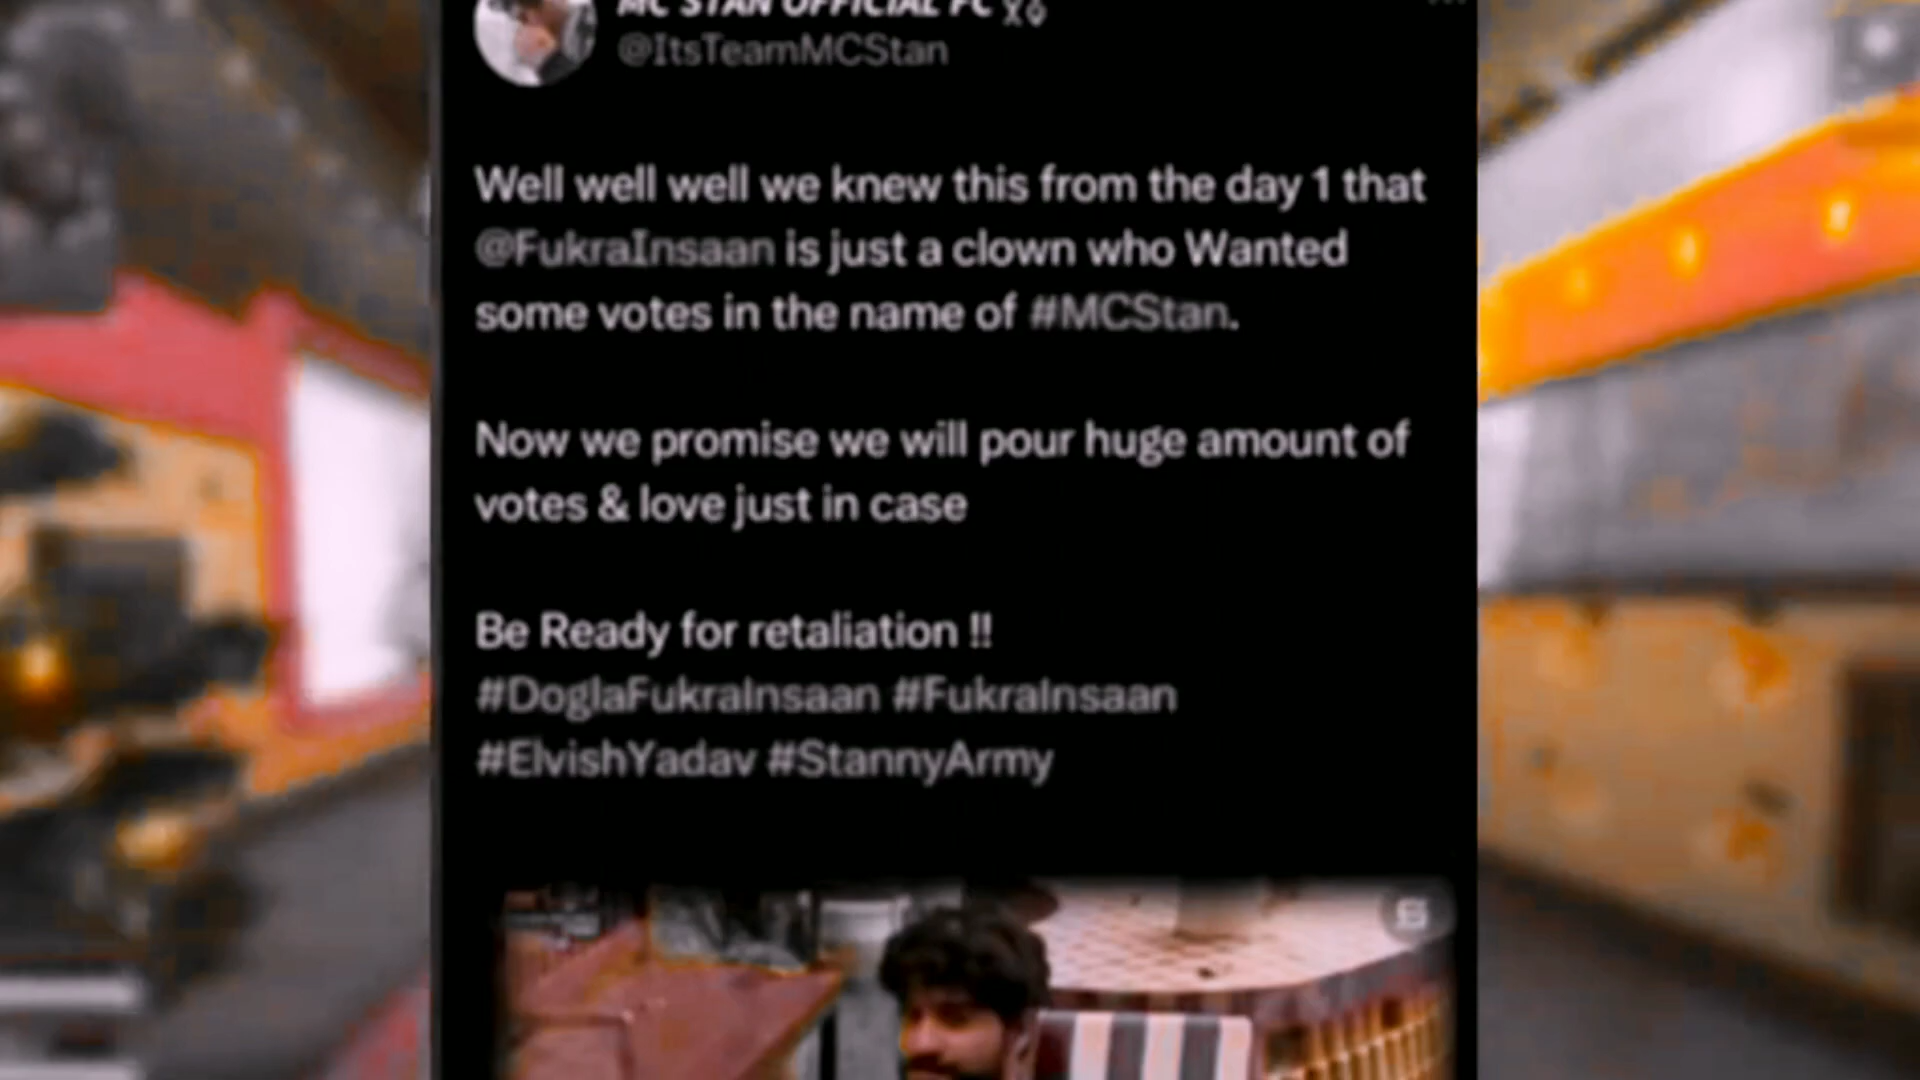 MC STAN OFFICIAL FC
@ItsTeamMCStan
Well well well we knew this from the day 1 that
@FukraInsaan is just a clown who Wanted
some votes in the name of #MCStan.
Now we promise we will pour huge amount of
votes & love just in case
Be Ready for retaliation !!
#DoglaFukraInsaan #FukraInsaan
#ElvishYadav #StannyArmy